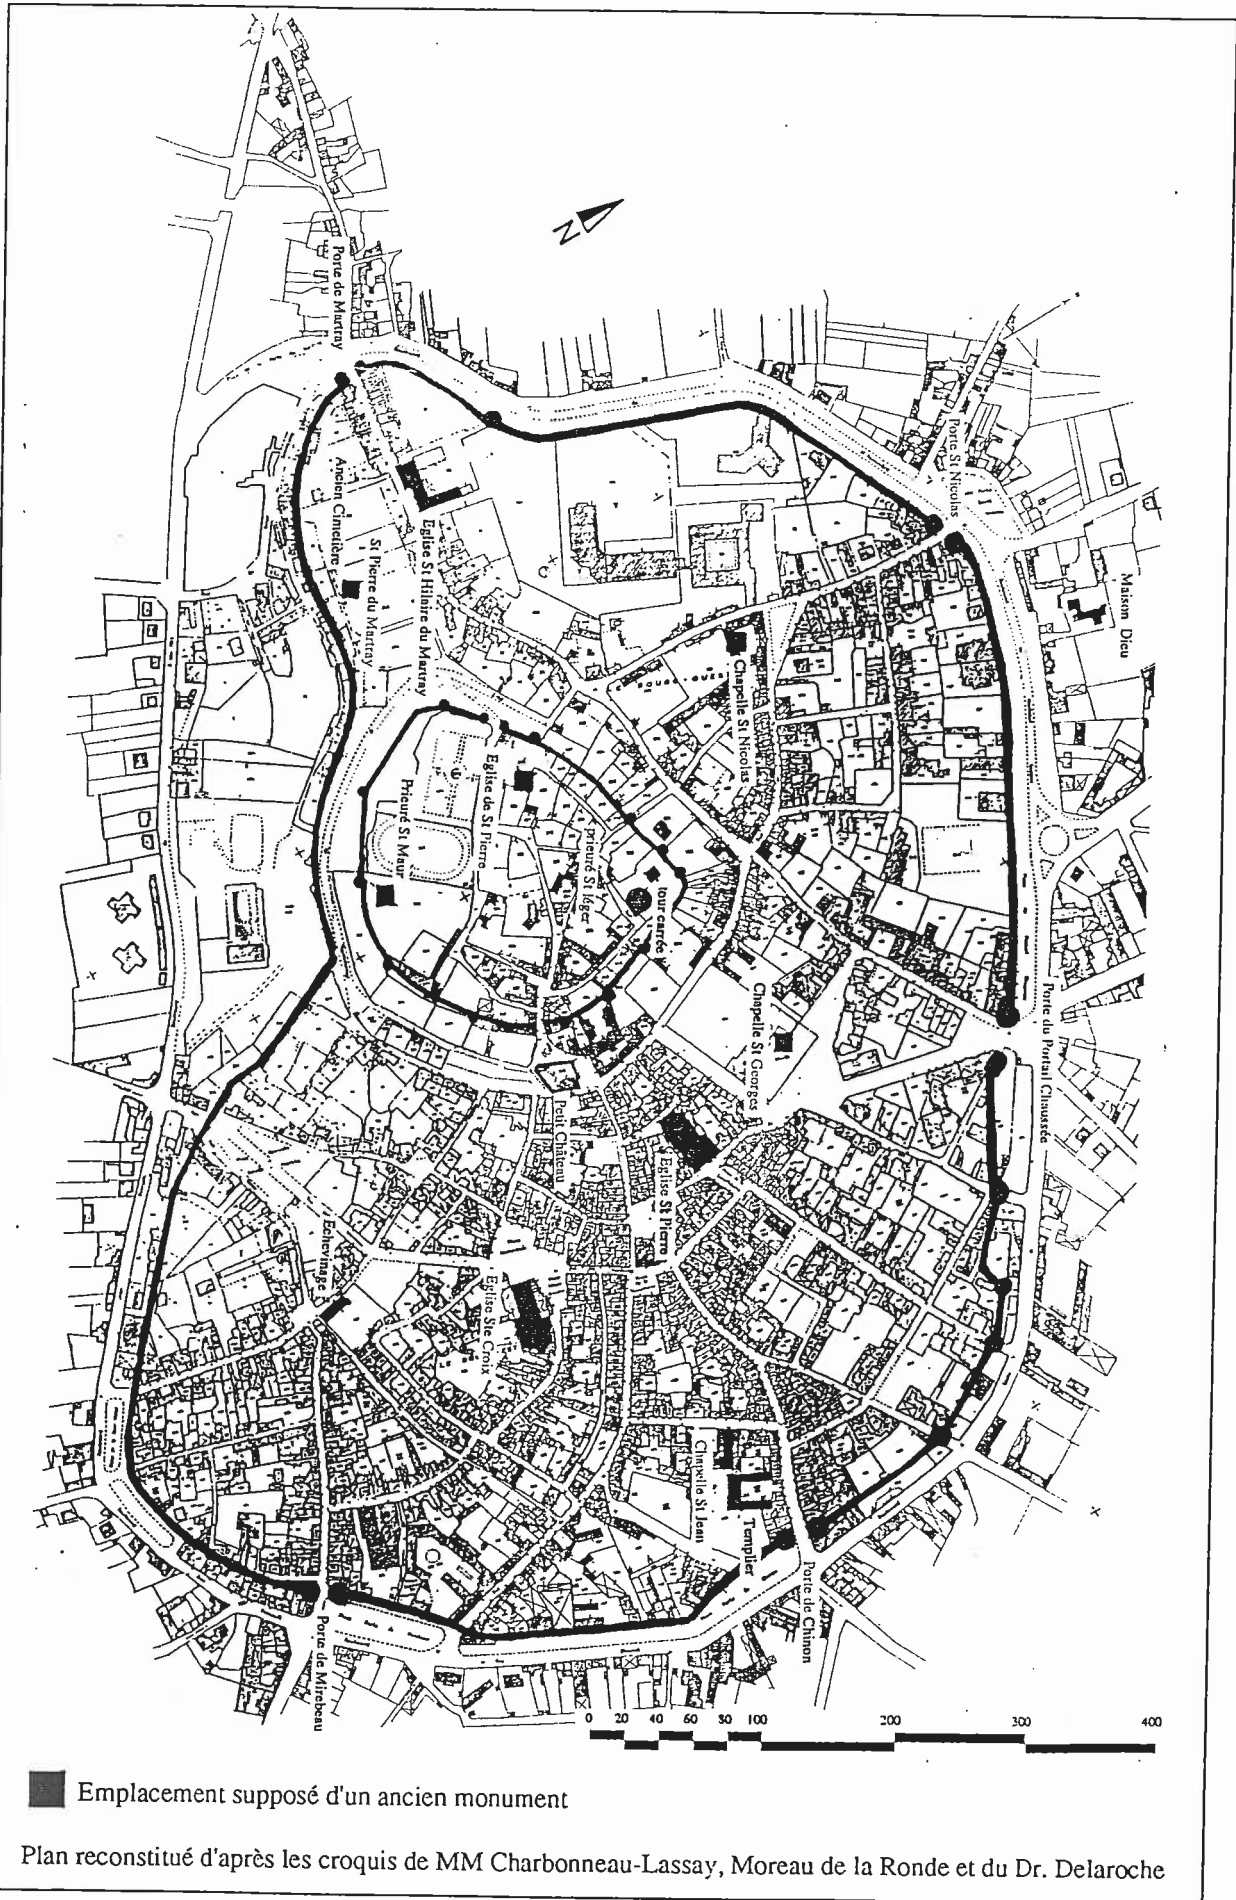 N
Porte de Martray
Porte St Nicolas
Ancien Cimetière
St Pierre du Martray
Eglise St Hilaire du Martray
Maison Dieu
Chapelle St Nicolas
Eglise de St Pierre
Prieuré St Maur
prieuré St léger
tour carrée
Chapelle St Georges
Porte du Portail Chaussée
Petit Château
Eglise St Pierre
Echevinage
Eglise Ste Croix
Chapelle St Jean
Templier
Porte de Chinon
Porte de Mirebeau
0 20 40 60 80 100 200 300 400
Emplacement supposé d'un ancien monument
Plan reconstitué d'après les croquis de MM Charbonneau-Lassay, Moreau de la Ronde et du Dr. Delaroche